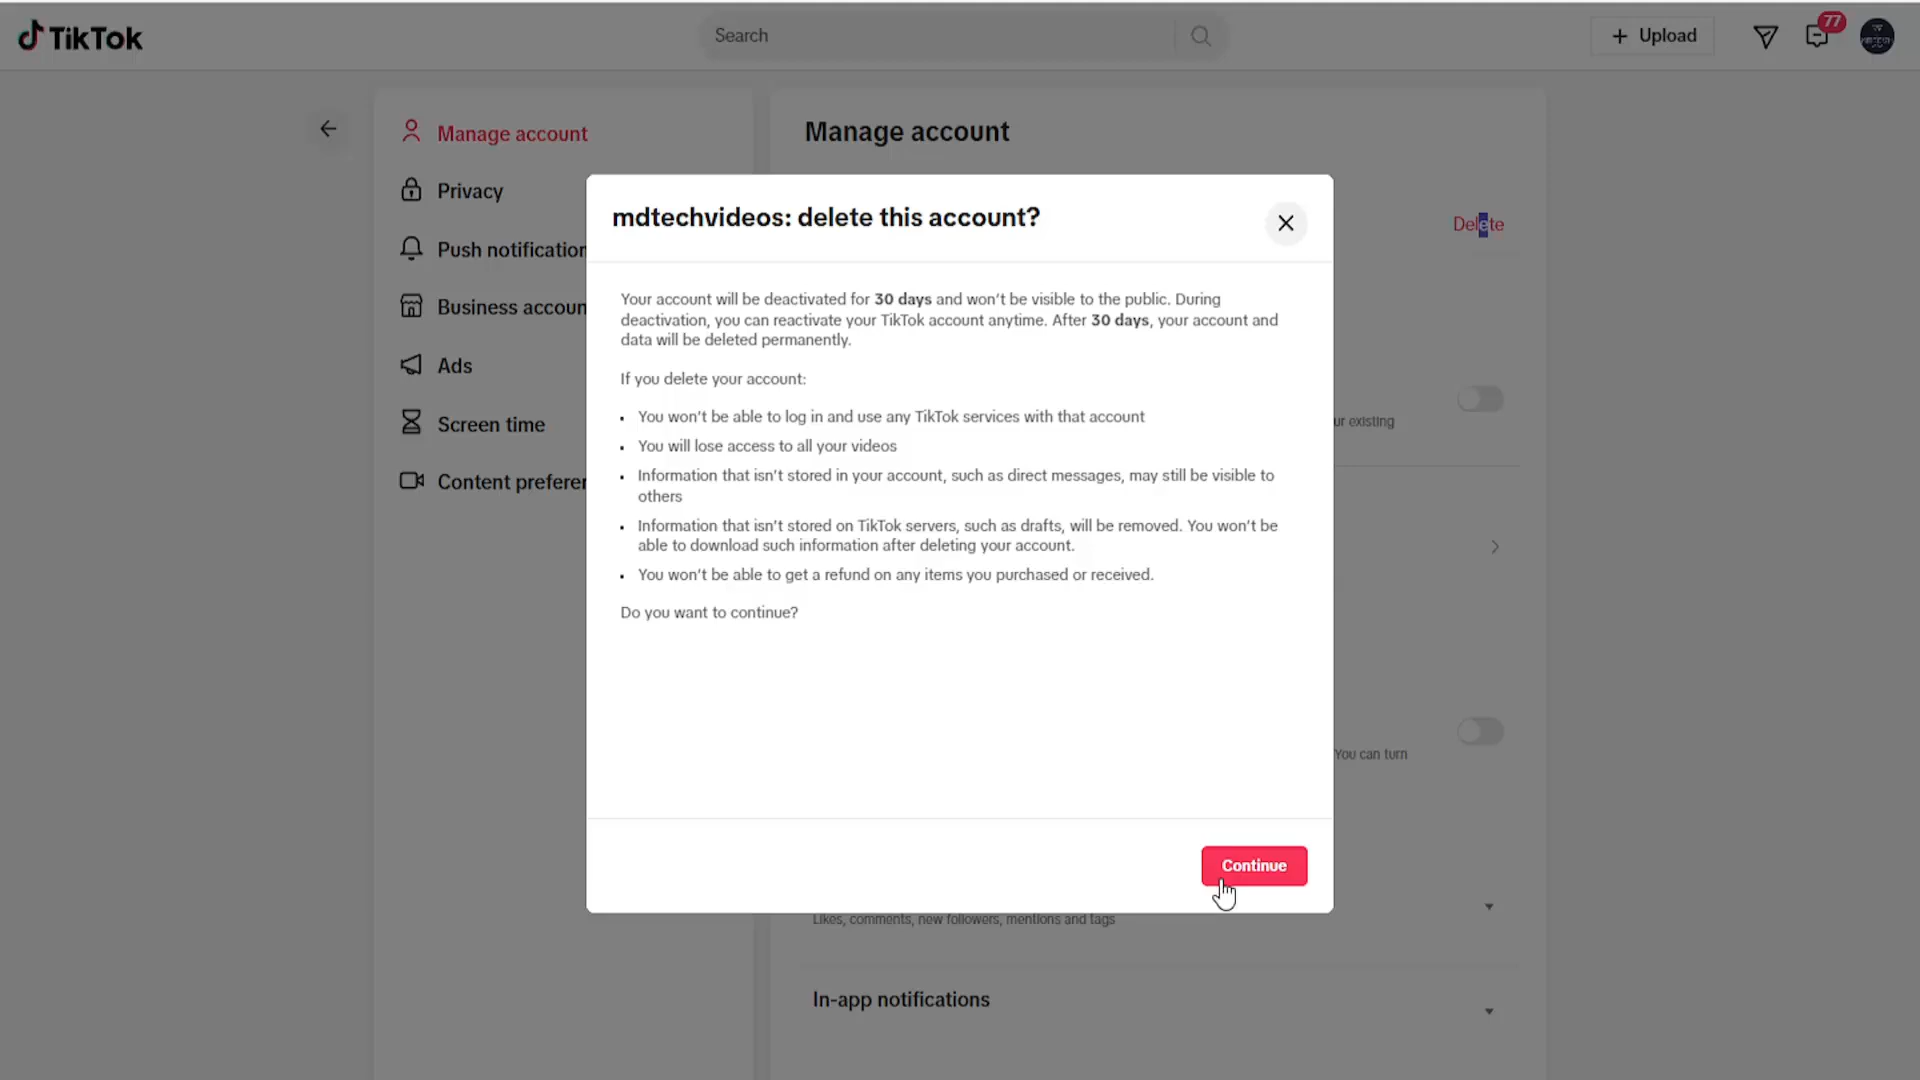 TikTok
Search
Upload
77
Manage account
Privacy
Push notification
Business accoun
Ads
Screen time
Content preferen
Manage account
Delete
mdtechvideos: delete this account?
Your account will be deactivated for 30 days and won't be visible to the public. During
deactivation, you can reactivate your TikTok account anytime. After 30 days, your account and
data will be deleted permanently.
If you delete your account:
• You won't be able to log in and use any TikTok services with that account
• You will lose access to all your videos
• Information that isn't stored in your account, such as direct messages, may still be visible to
others
• Information that isn't stored on TikTok servers, such as drafts, will be removed. You won't be
able to download such information after deleting your account.
• You won't be able to get a refund on any items you purchased or received.
Do you want to continue?
Continue
ur existing
You can turn
Likes, comments, new followers, mentions and tags
In-app notifications